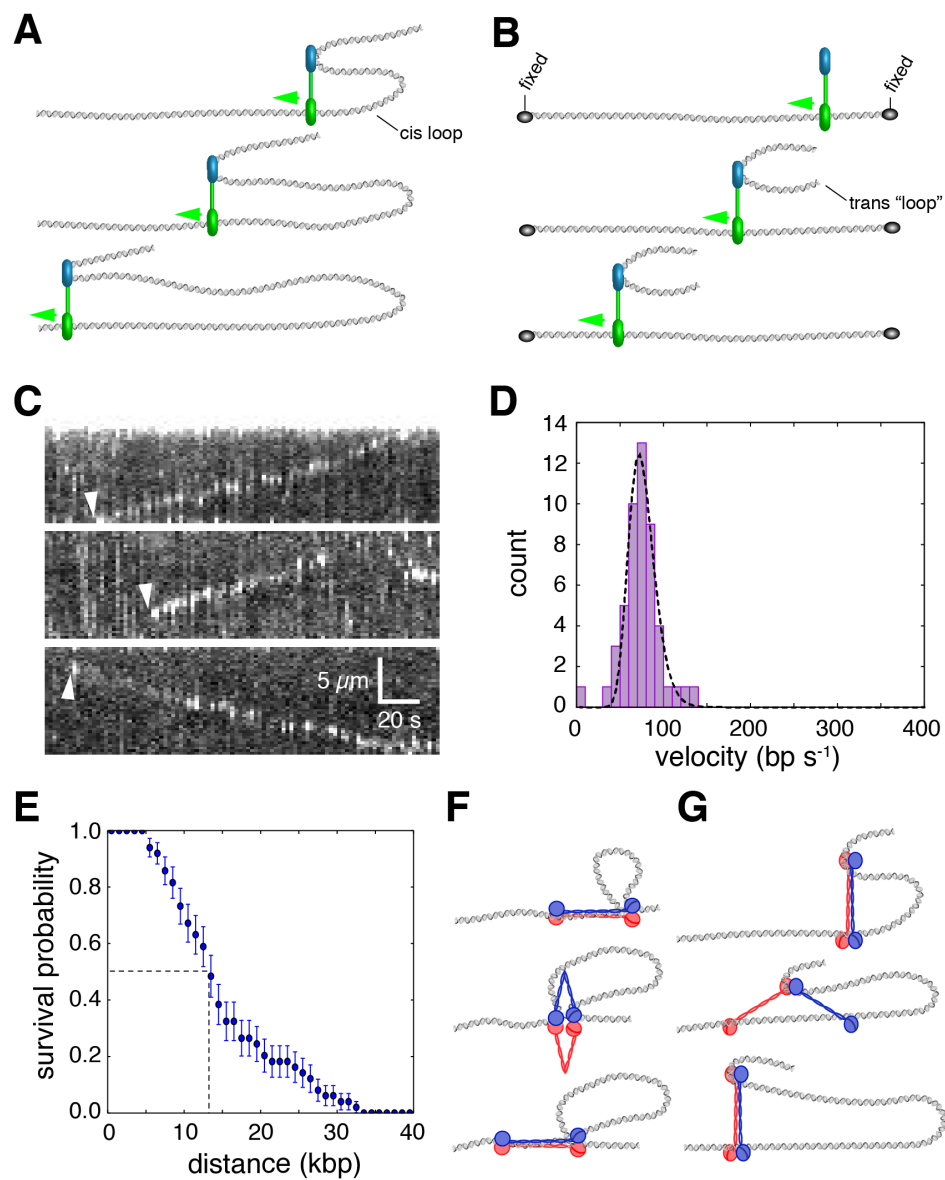 A
cis loop
B
fixed
fixed
trans “loop”
C
5 µm
20 s
D
14
12
10
8
6
4
2
0
count
0
100
200
300
400
velocity (bp s⁻¹)
E
1.0
0.8
0.6
0.4
0.2
0.0
survival probability
0
10
20
30
40
distance (kbp)
F
G